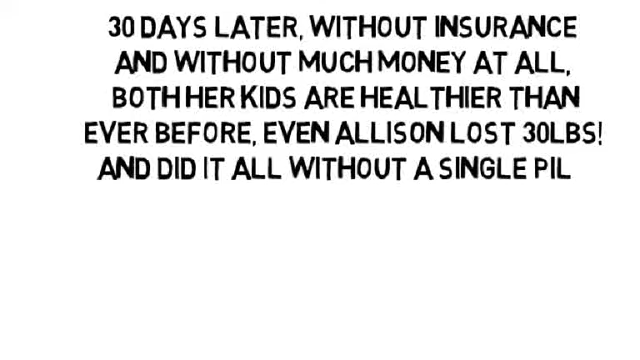 30 DAYS LATER, WITHOUT INSURANCE
AND WITHOUT MUCH MONEY AT ALL,
BOTH HER KIDS ARE HEALTHIER THAN
EVER BEFORE, EVEN ALLISON LOST 30LBS!
AND DID IT ALL WITHOUT A SINGLE PIL